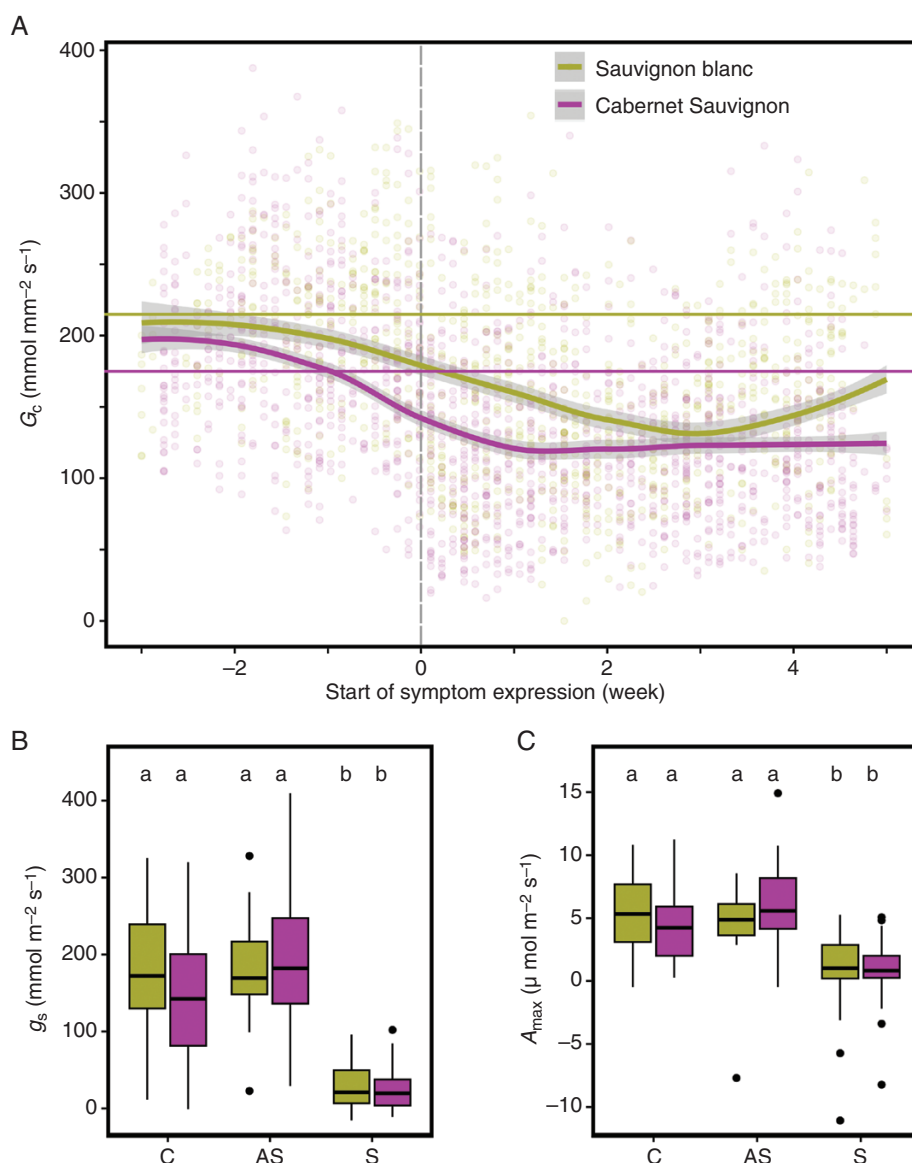 A
400
300
200
100
0
Gc (mmol mm−2 s−1)
Sauvignon blanc
Cabernet Sauvignon
−2 0 2 4
Start of symptom expression (week)
B
a a a a b b
400
300
200
100
0
gs (mmol m−2 s−1)
C AS S
C
a a a a b b
15
10
5
0
−5
−10
Amax (µ mol m−2 s−1)
C AS S